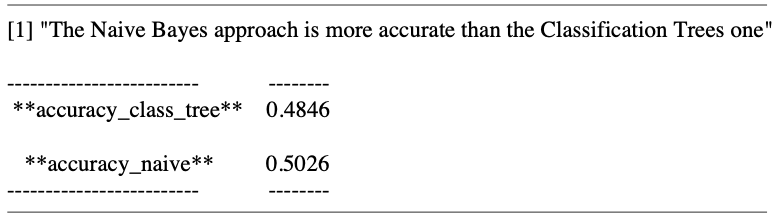 [1] "The Naive Bayes approach is more accurate than the Classification Trees one"
------------------------- --------
**accuracy_class_tree** 0.4846
**accuracy_naive** 0.5026
------------------------- --------